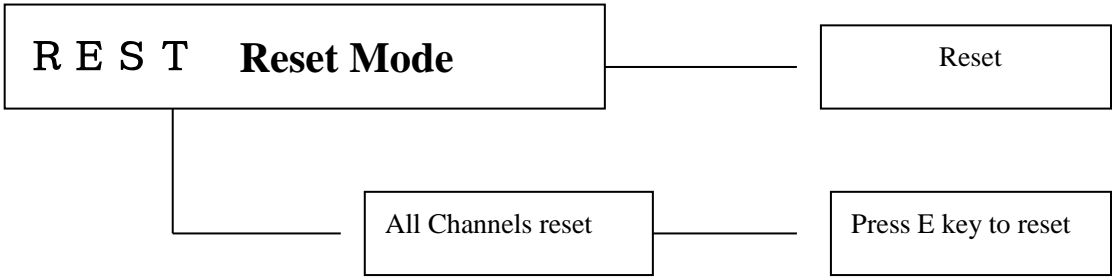 R E S T Reset Mode
Reset
All Channels reset
Press E key to reset